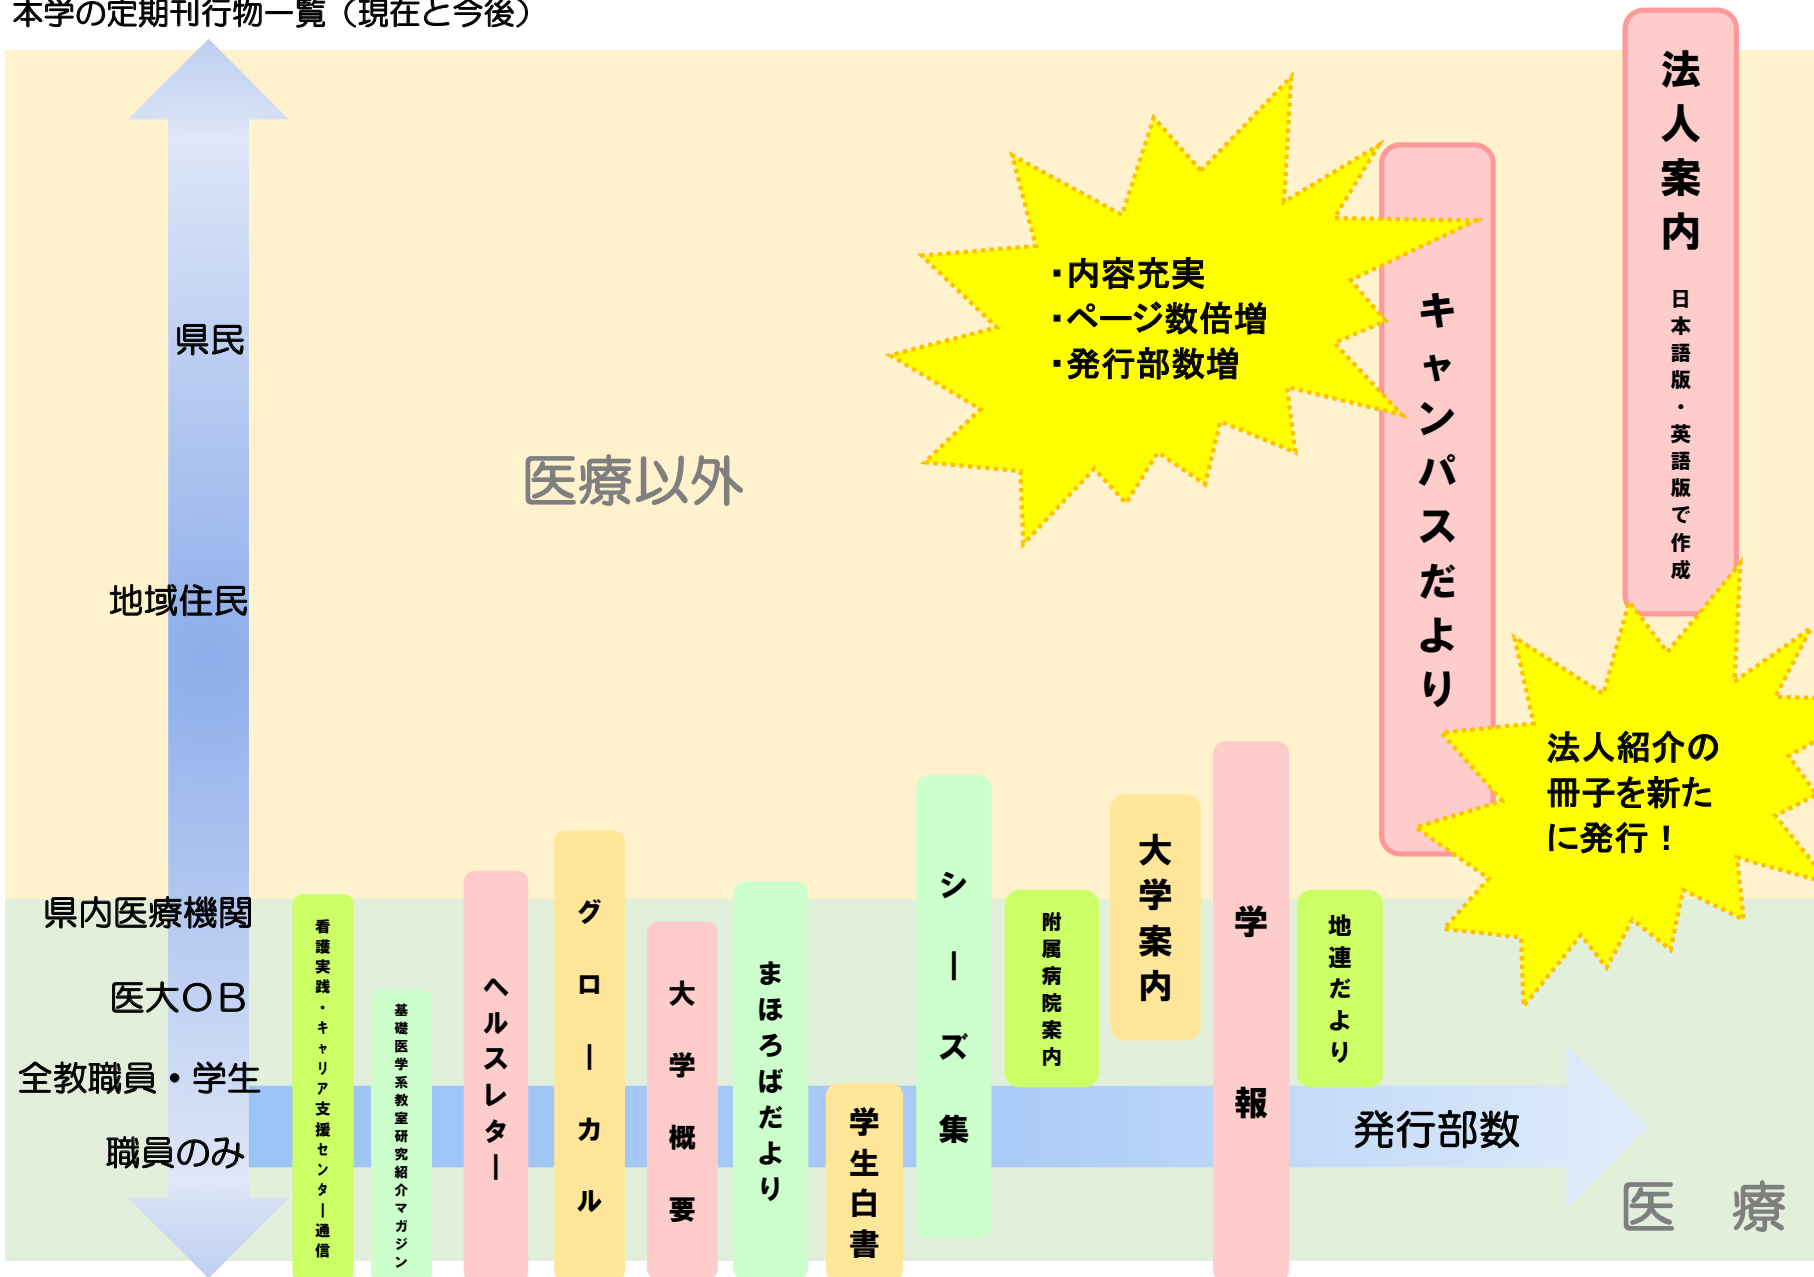 本学の定期刊行物一覧（現在と今後）
法人案内
日本語版・英語版で作成
・内容充実
・ページ数倍増
・発行部数増
キャンパスだより
県民
医療以外
地域住民
法人紹介の
冊子を新た
に発行！
県内医療機関
医大ＯＢ
全教職員・学生
職員のみ
看護実践・キャリア支援センター通信
基礎医学系教室研究紹介マガジン
ヘルスレター
グローカル
大学概要
まほろばだより
学生白書
シーズ集
附属病院案内
大学案内
学報
地連だより
発行部数
医療